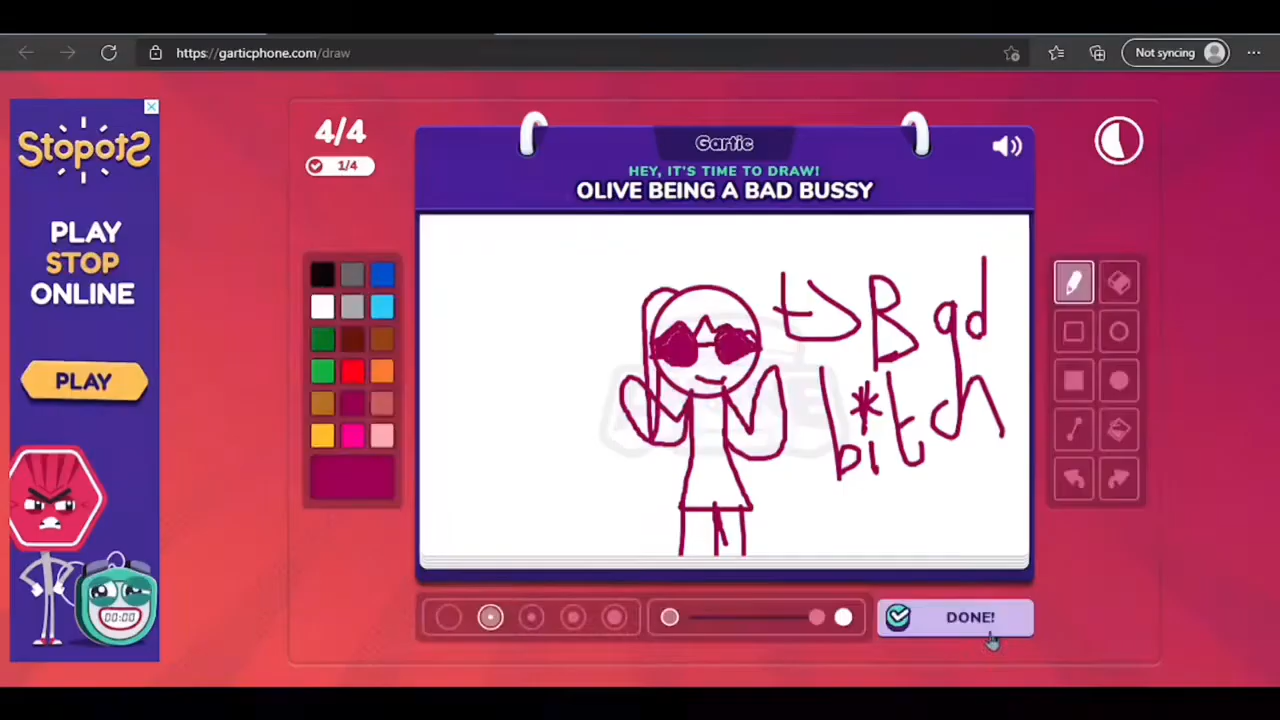 https://garticphone.com/draw
Not syncing
StopotS
PLAY
STOP
ONLINE
PLAY
00:00
4/4
1/4
Gartic
HEY, IT'S TIME TO DRAW!
OLIVE BEING A BAD BUSSY
Bad
b*itch
DONE!